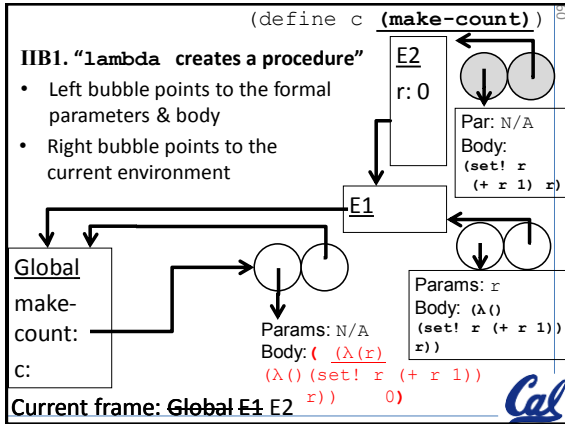 (define c (make-count))
60
IIB1. “lambda creates a procedure”
• Left bubble points to the formal
parameters & body
• Right bubble points to the
current environment
E2
r: 0
Par: N/A
Body:
(set! r
(+ r 1) r)
E1
Global
make-
count:
c:
Params: N/A
Body: ( (λ(r)
(λ()(set! r (+ r 1))
r)) 0)
Params: r
Body: (λ()
(set! r (+ r 1))
r))
Current frame: Global E1 E2
Cal